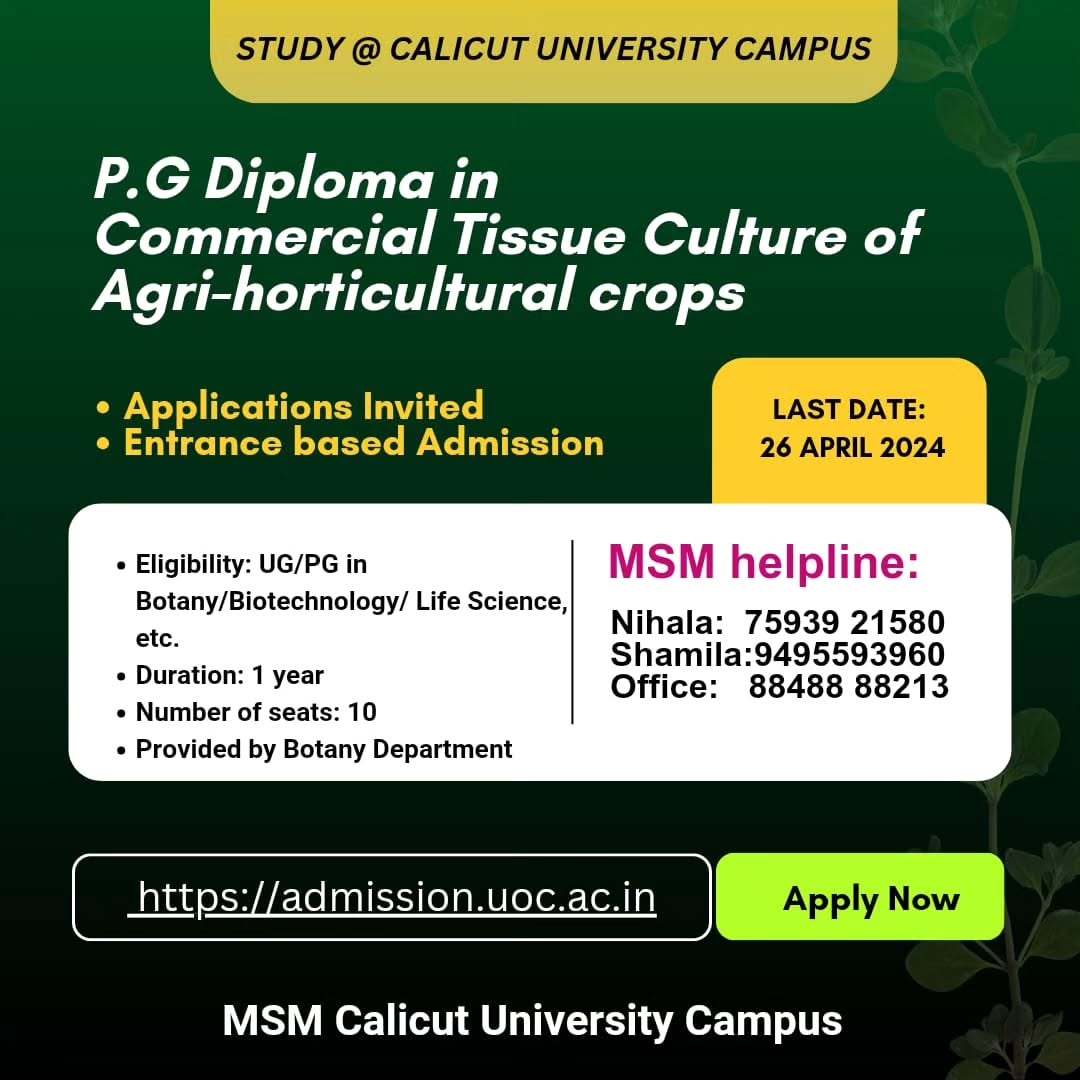 STUDY @ CALICUT UNIVERSITY CAMPUS
P.G Diploma in
Commercial Tissue Culture of
Agri-horticultural crops
• Applications Invited
• Entrance based Admission
LAST DATE:
26 APRIL 2024
• Eligibility: UG/PG in
Botany/Biotechnology/ Life Science,
etc.
• Duration: 1 year
• Number of seats: 10
• Provided by Botany Department
MSM helpline:
Nihala: 75939 21580
Shamila:9495593960
Office: 88488 88213
https://admission.uoc.ac.in
Apply Now
MSM Calicut University Campus